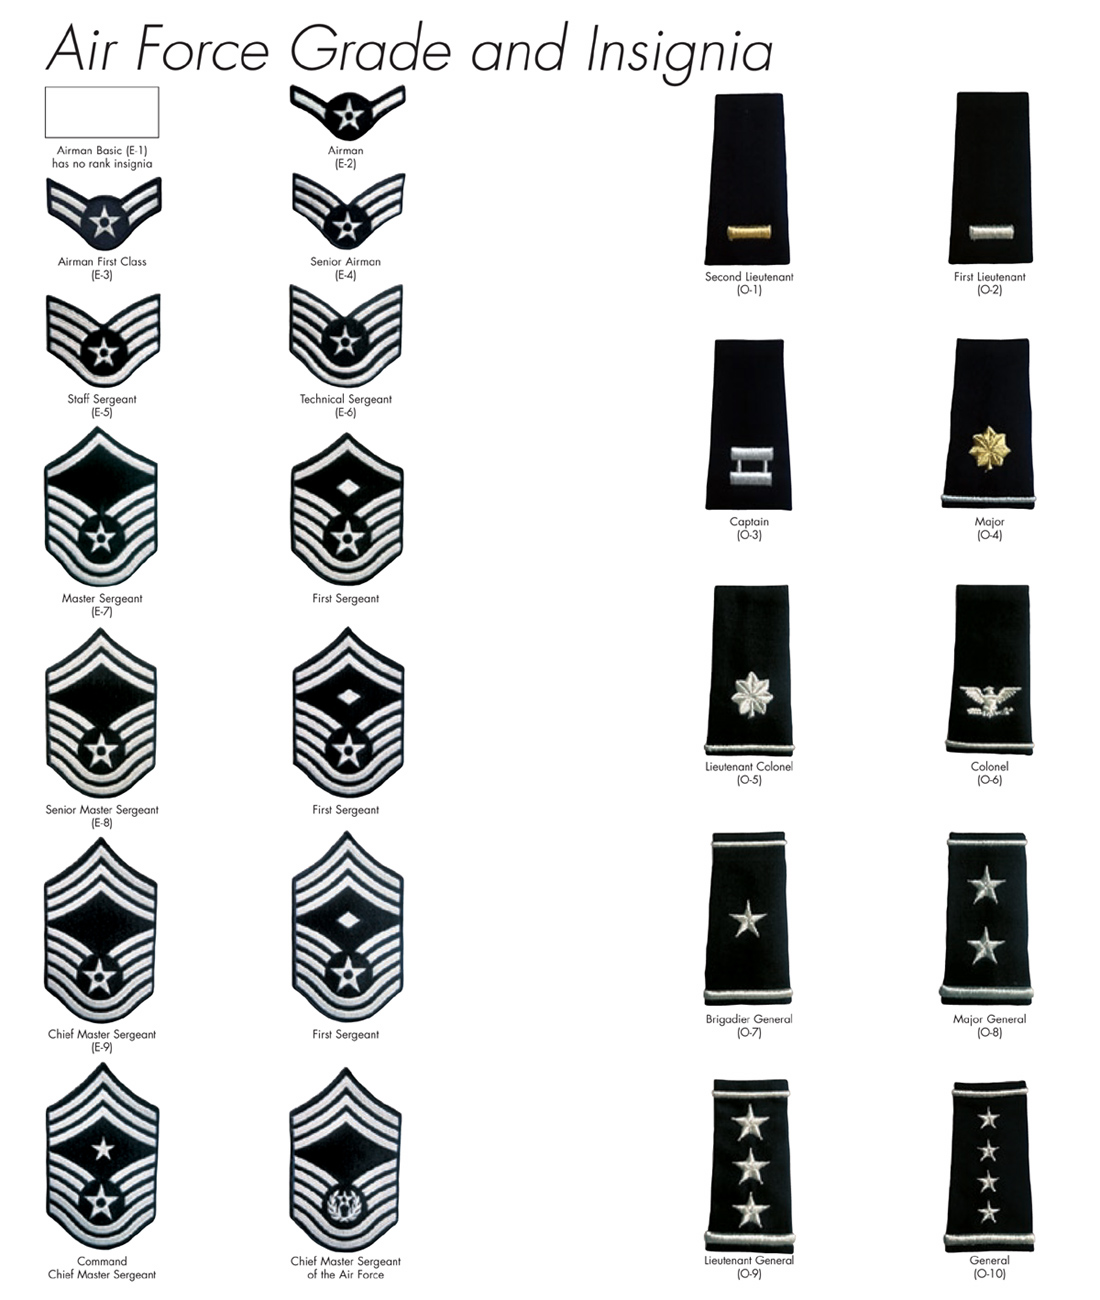 Air Force Grade and Insignia
Airman Basic (E-1)
has no rank insignia
Airman
(E-2)
Airman First Class
(E-3)
Senior Airman
(E-4)
Staff Sergeant
(E-5)
Technical Sergeant
(E-6)
Master Sergeant
(E-7)
First Sergeant
Senior Master Sergeant
(E-8)
First Sergeant
Chief Master Sergeant
(E-9)
First Sergeant
Command
Chief Master Sergeant
Chief Master Sergeant
of the Air Force
Second Lieutenant
(O-1)
First Lieutenant
(O-2)
Captain
(O-3)
Major
(O-4)
Lieutenant Colonel
(O-5)
Colonel
(O-6)
Brigadier General
(O-7)
Major General
(O-8)
Lieutenant General
(O-9)
General
(O-10)